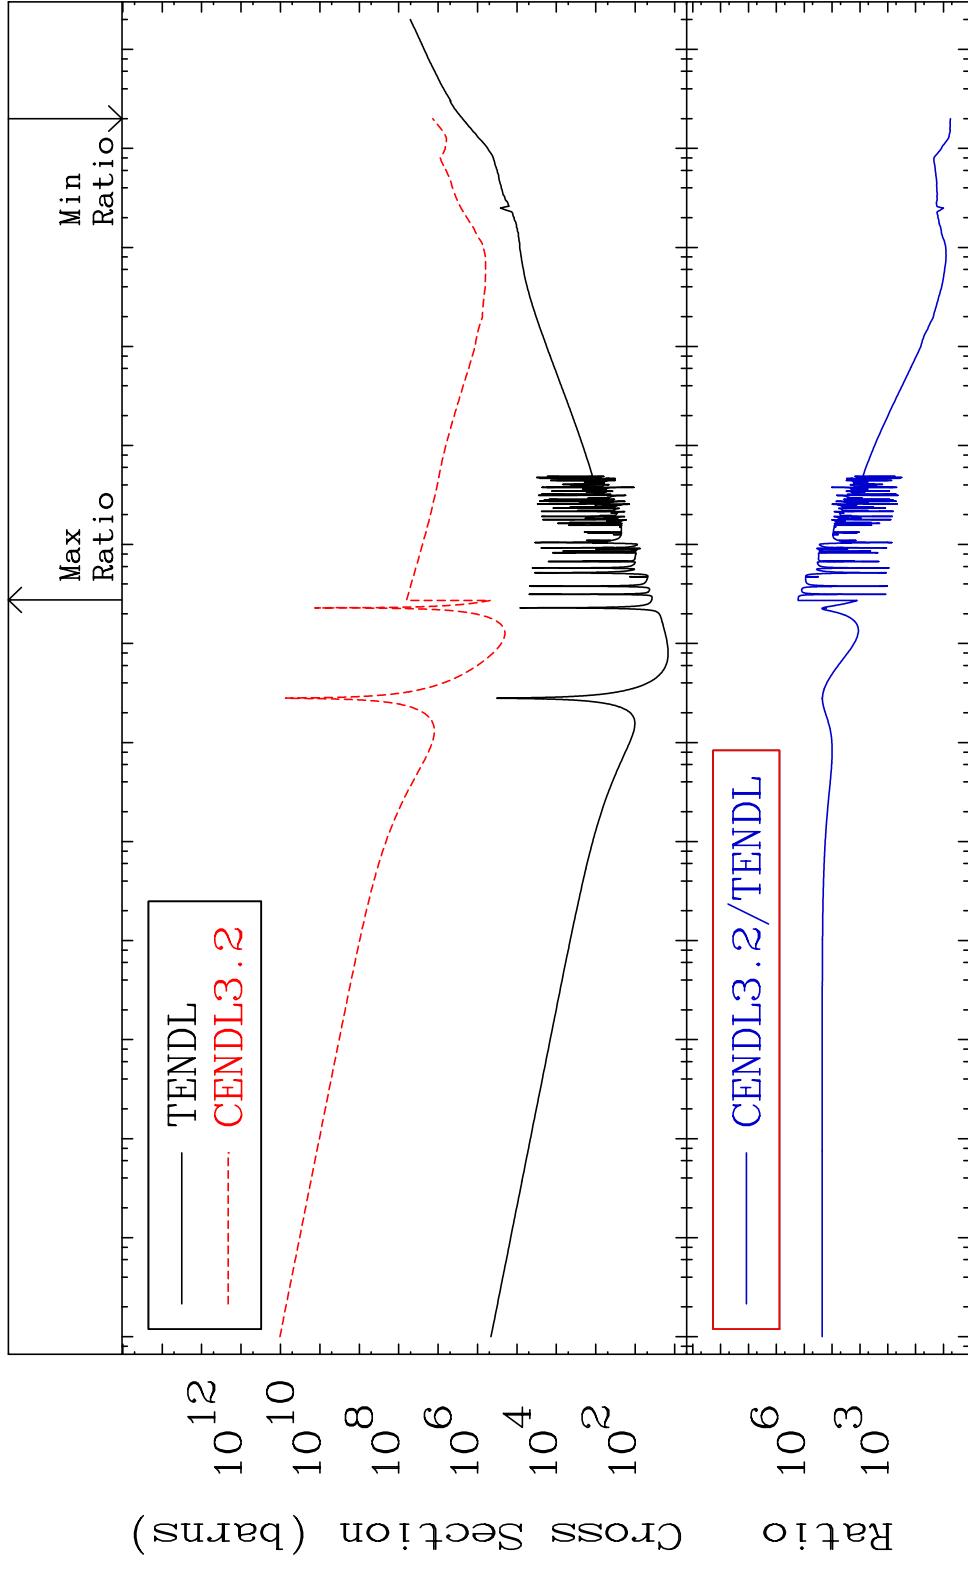 Max
Ratio
Min
Ratio
TENDL
CENDL3.2
10 12
10 10
10 8
10 6
10 4
10 2
Cross Section (barns)
CENDL3.2/TENDL
10 6
10 3
Ratio